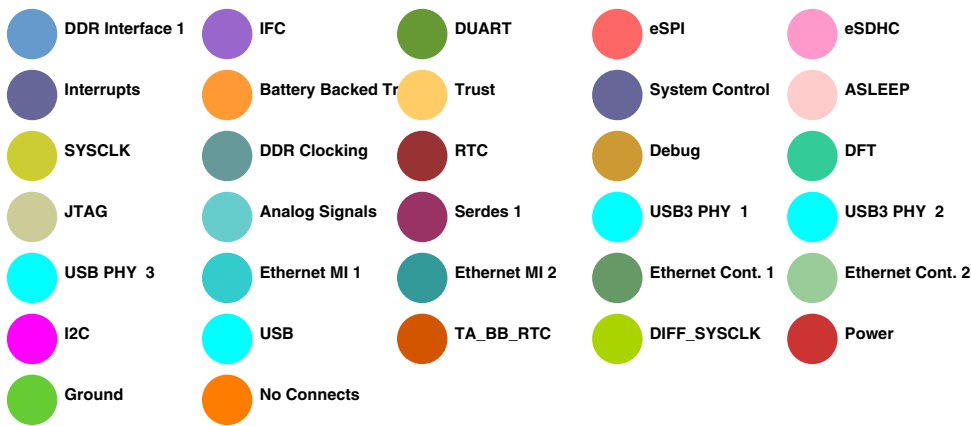 DDR Interface 1 IFC DUART eSPI eSDHC
Interrupts Battery Backed Tr Trust System Control ASLEEP
SYSCLK DDR Clocking RTC Debug DFT
JTAG Analog Signals Serdes 1 USB3 PHY 1 USB3 PHY 2
USB PHY 3 Ethernet MI 1 Ethernet MI 2 Ethernet Cont. 1 Ethernet Cont. 2
I2C USB TA_BB_RTC DIFF_SYSCLK Power
Ground No Connects